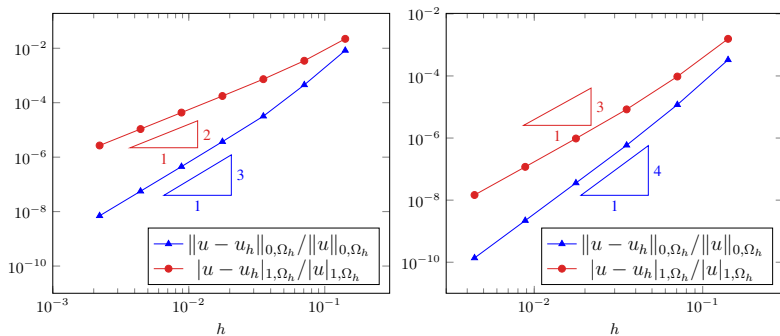 10^{-2}
10^{-4}
10^{-6}
10^{-8}
10^{-10}
2
1
3
1
‖u − u_h‖_{0,Ω_h}/‖u‖_{0,Ω_h}
|u − u_h|_{1,Ω_h}/|u|_{1,Ω_h}
10^{-3} 10^{-2} 10^{-1}
h
10^{-2}
10^{-4}
10^{-6}
10^{-8}
10^{-10}
3
1
4
1
‖u − u_h‖_{0,Ω_h}/‖u‖_{0,Ω_h}
|u − u_h|_{1,Ω_h}/|u|_{1,Ω_h}
10^{-2} 10^{-1}
h